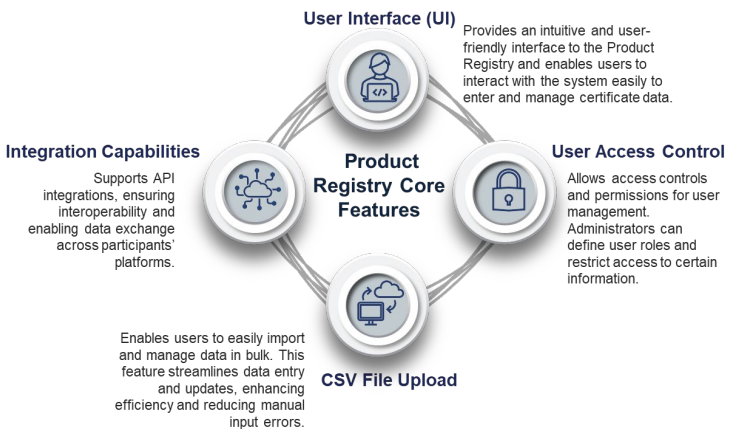 User Interface (UI)
Provides an intuitive and user-
friendly interface to the Product
Registry and enables users to
interact with the system easily to
enter and manage certificate data.
Integration Capabilities
Supports API
integrations, ensuring
interoperability and
enabling data exchange
across participants'
platforms.
Product
Registry Core
Features
User Access Control
Allows access controls
and permissions for user
management.
Administrators can
define user roles and
restrict access to certain
information.
Enables users to easily import
and manage data in bulk. This
feature streamlines data entry
and updates, enhancing
efficiency and reducing manual
input errors.
CSV File Upload